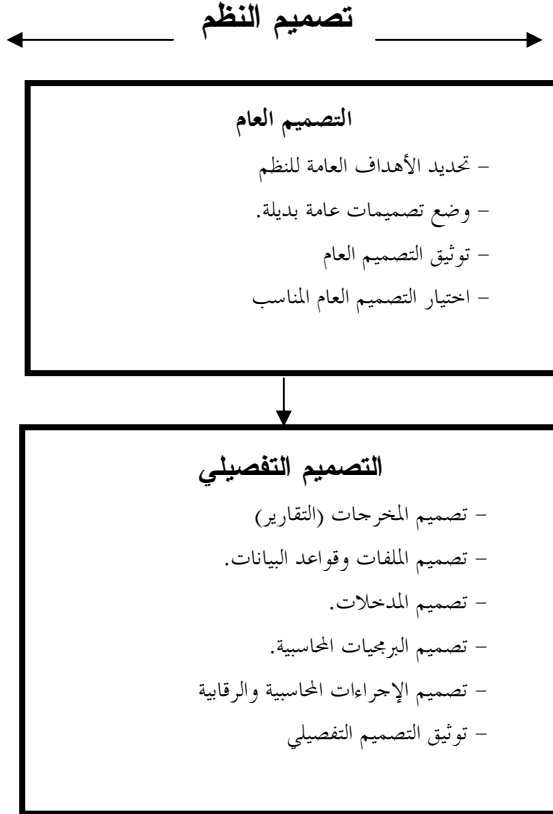 تصميم النظم
التصميم العام
- تحديد الأهداف العامة للنظم
- وضع تصميمات عامة بديلة.
- توثيق التصميم العام
- اختيار التصميم العام المناسب
التصميم التفصيلي
- تصميم المخرجات (التقارير)
- تصميم الملفات وقواعد البيانات.
- تصميم المدخلات.
- تصميم البرمجيات المحاسبية.
- تصميم الإجراءات المحاسبية والرقابية
- توثيق التصميم التفصيلي